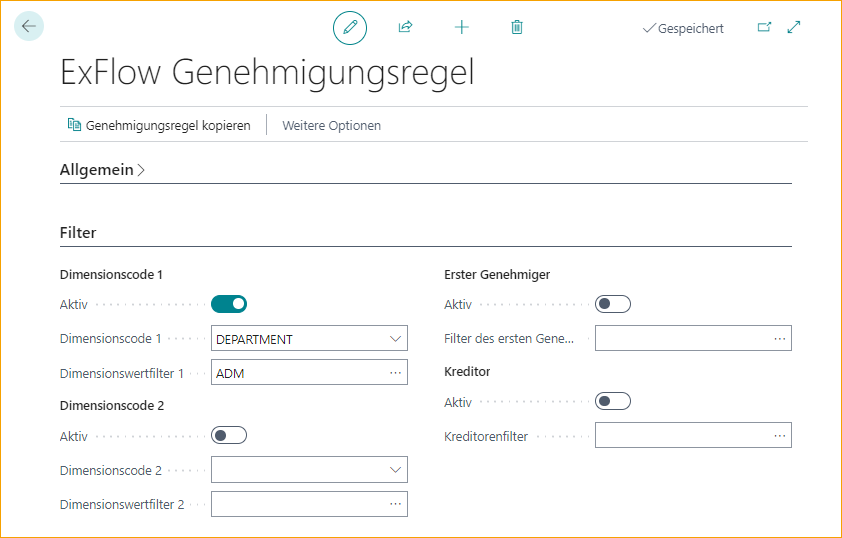 Gespeichert
ExFlow Genehmigungsregel
Genehmigungsregel kopieren
Weitere Optionen
Allgemein
Filter
Dimensionscode 1
Aktiv
Dimensionscode 1
DEPARTMENT
Dimensionswertfilter 1
ADM
Dimensionscode 2
Aktiv
Dimensionscode 2
Dimensionswertfilter 2
Erster Genehmiger
Aktiv
Filter des ersten Gene...
Kreditor
Aktiv
Kreditorenfilter